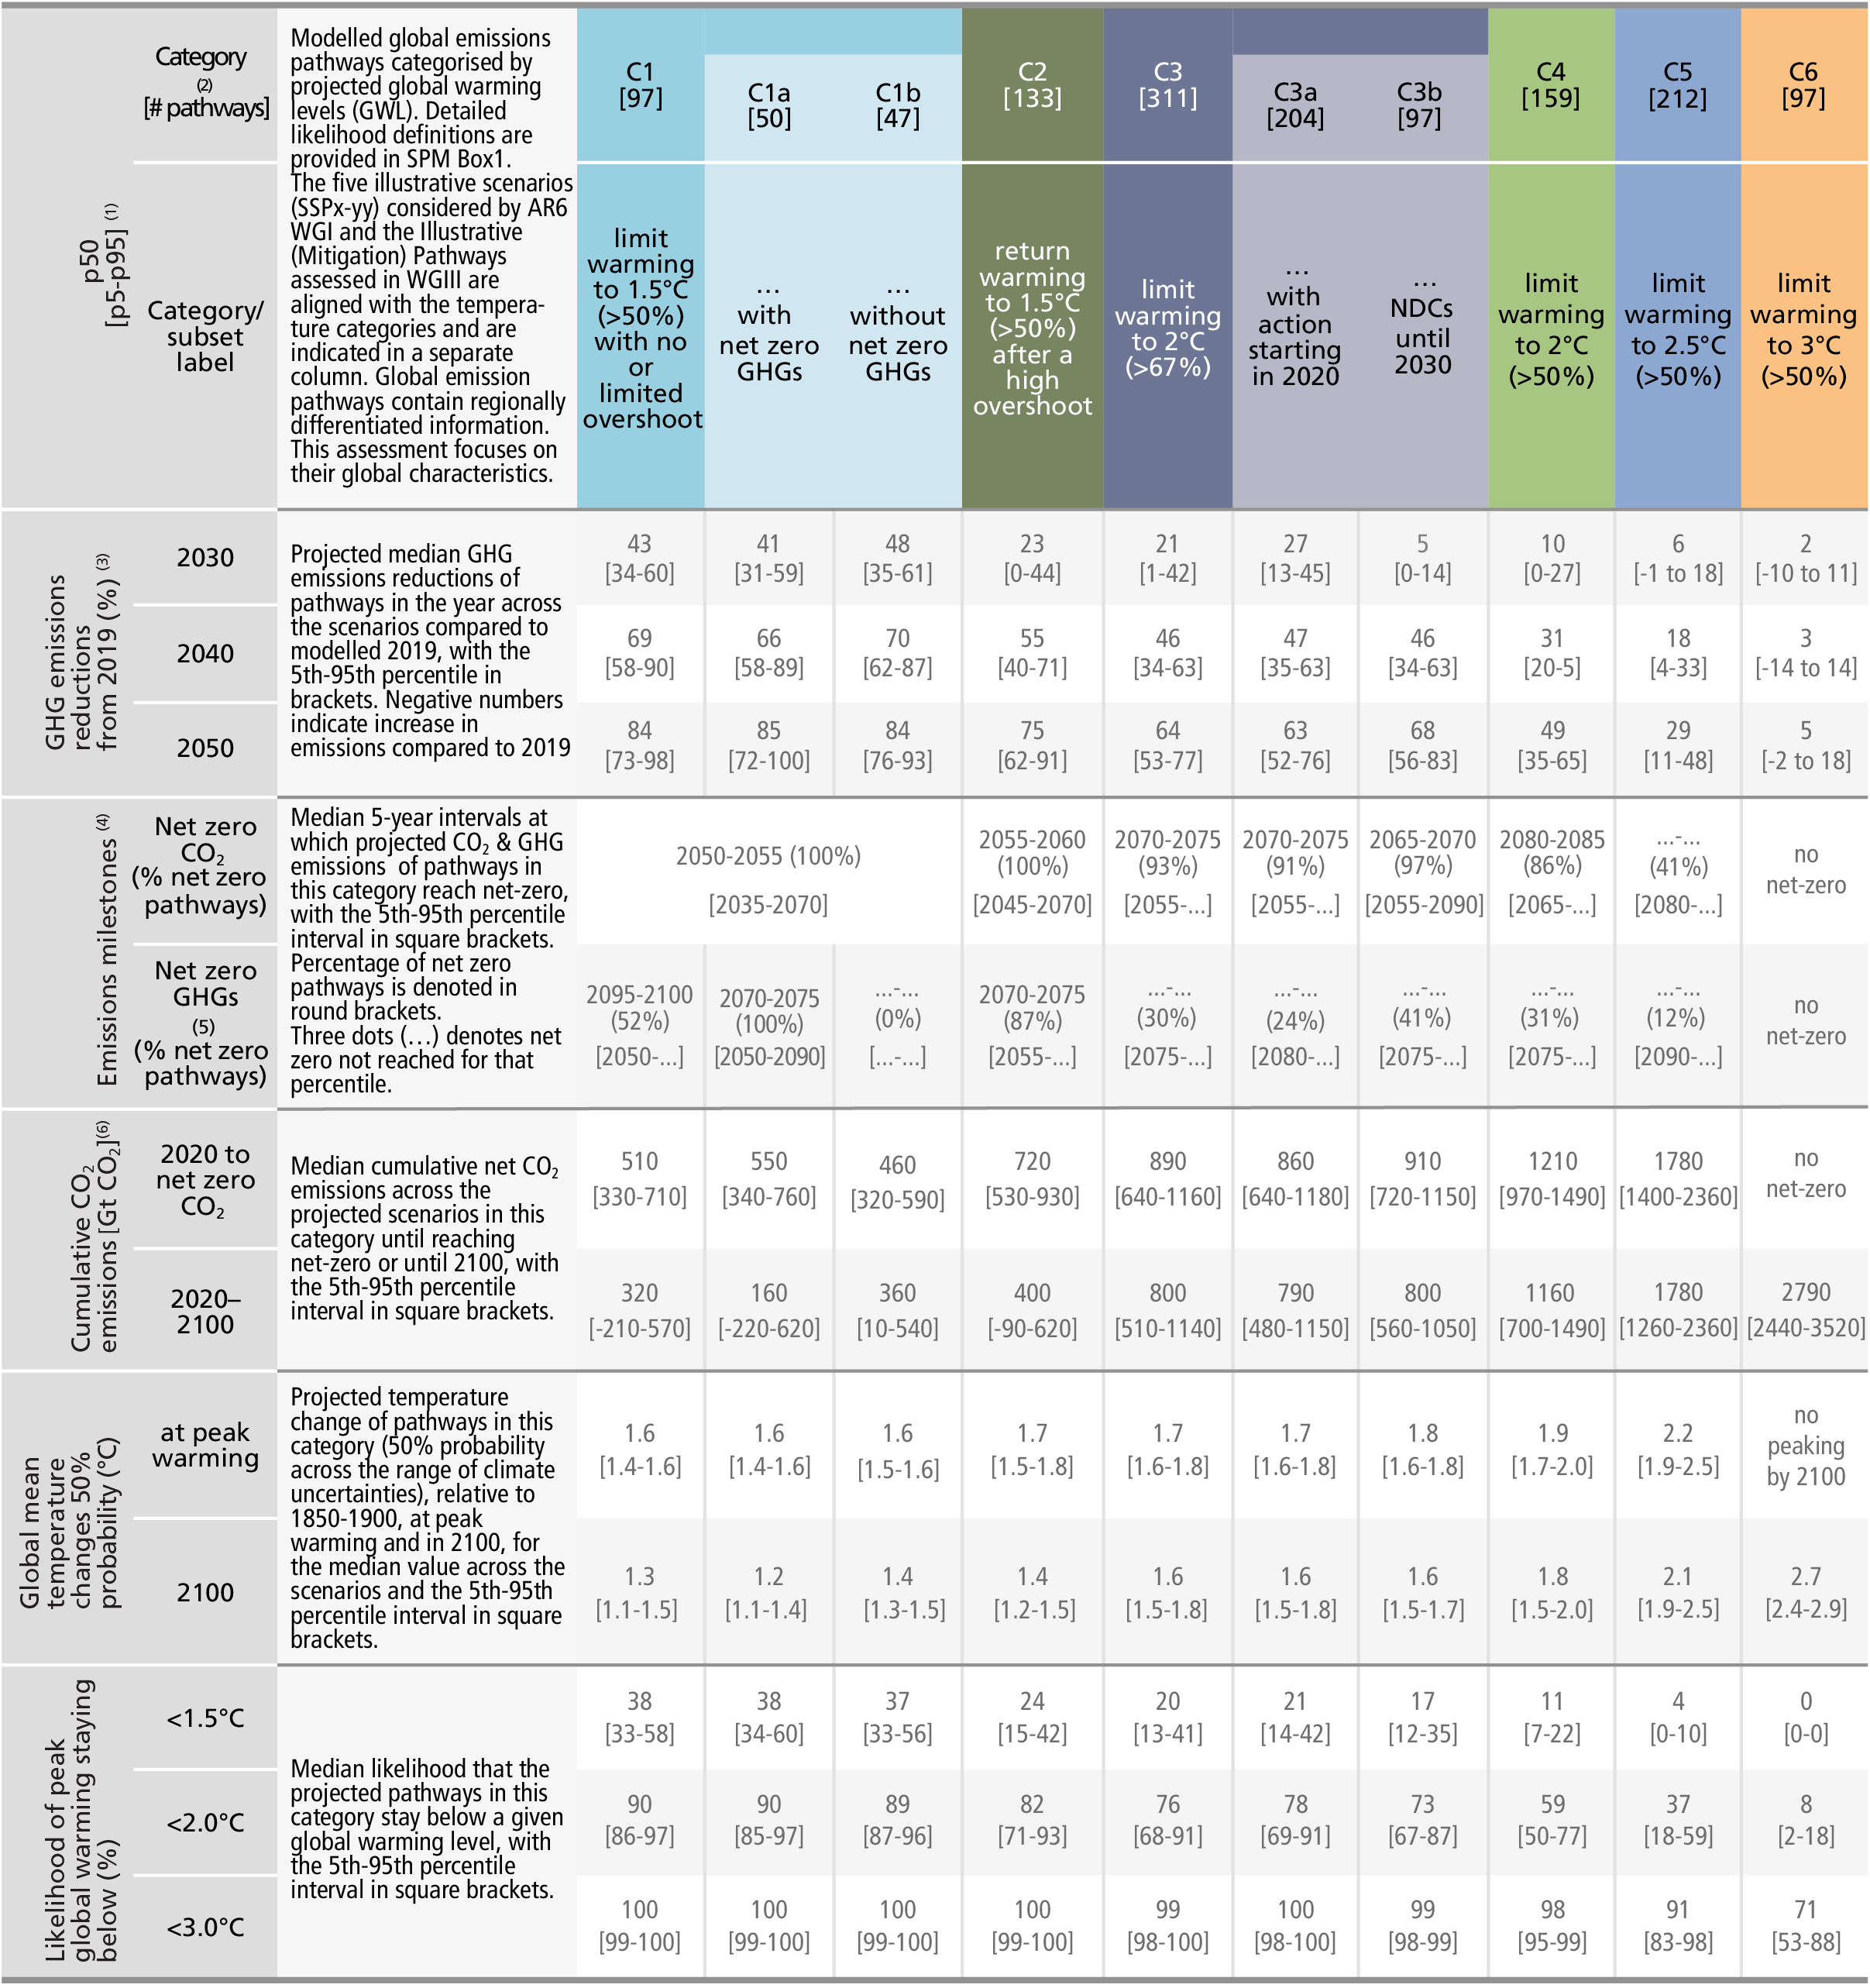 p50
[p5-p95] (1)
Category
(2)
[# pathways]
Category/
subset
label
Modelled global emissions
pathways categorised by
projected global warming
levels (GWL). Detailed
likelihood definitions are
provided in SPM Box1.
The five illustrative scenarios
(SSPx-yy) considered by AR6
WGI and the Illustrative
(Mitigation) Pathways
assessed in WGIII are
aligned with the tempera-
ture categories and are
indicated in a separate
column. Global emission
pathways contain regionally
differentiated information.
This assessment focuses on
their global characteristics.
C1
[97]
C1a
[50]
C1b
[47]
C2
[133]
C3
[311]
C3a
[204]
C3b
[97]
C4
[159]
C5
[212]
C6
[97]
limit
warming
to 1.5°C
(>50%)
with no
or
limited
overshoot
…
with
net zero
GHGs
…
without
net zero
GHGs
return
warming
to 1.5°C
(>50%)
after a
high
overshoot
limit
warming
to 2°C
(>67%)
…
with
action
starting
in 2020
…
NDCs
until
2030
limit
warming
to 2°C
(>50%)
limit
warming
to 2.5°C
(>50%)
limit
warming
to 3°C
(>50%)
GHG emissions
reductions
from 2019 (%) (3)
Projected median GHG
emissions reductions of
pathways in the year across
the scenarios compared to
modelled 2019, with the
5th-95th percentile in
brackets. Negative numbers
indicate increase in
emissions compared to 2019
2030
43 41 48 23 21 27 5 10 6 2
[34-60] [31-59] [35-61] [0-44] [1-42] [13-45] [0-14] [0-27] [-1 to 18] [-10 to 11]
2040
69 66 70 55 46 47 46 31 18 3
[58-90] [58-89] [62-87] [40-71] [34-63] [35-63] [34-63] [20-5] [4-33] [-14 to 14]
2050
84 85 84 75 64 63 68 49 29 5
[73-98] [72-100] [76-93] [62-91] [53-77] [52-76] [56-83] [35-65] [11-48] [-2 to 18]
Emissions milestones (4)
Net zero
CO₂
(% net zero
pathways)
Median 5-year intervals at
which projected CO₂ & GHG
emissions of pathways in
this category reach net-zero,
with the 5th-95th percentile
interval in square brackets.
Percentage of net zero
pathways is denoted in
round brackets.
Three dots (…) denotes net
zero not reached for that
percentile.
2050-2055 (100%)
[2035-2070]
2055-2060 2070-2075 2070-2075 2065-2070 2080-2085 ...-...
(100%) (93%) (91%) (97%) (86%) (41%)
[2045-2070] [2055-...] [2055-...] [2055-2090] [2065-...] [2080-...]
no
net-zero
Net zero
GHGs
(5)
(% net zero
pathways)
2095-2100 2070-2075 ...-... 2070-2075 ...-... ...-... ...-... ...-... ...-...
(52%) (100%) (0%) (87%) (30%) (24%) (41%) (31%) (12%)
[2050-...] [2050-2090] [...-...] [2055-...] [2075-...] [2080-...] [2075-...] [2075-...] [2090-...]
no
net-zero
Cumulative CO₂
emissions [Gt CO₂](6)
2020 to
net zero
CO₂
Median cumulative net CO₂
emissions across the
projected scenarios in this
category until reaching
net-zero or until 2100, with
the 5th-95th percentile
interval in square brackets.
510 550 460 720 890 860 910 1210 1780
[330-710] [340-760] [320-590] [530-930] [640-1160] [640-1180] [720-1150] [970-1490] [1400-2360]
no
net-zero
2020–
2100
320 160 360 400 800 790 800 1160 1780 2790
[-210-570] [-220-620] [10-540] [-90-620] [510-1140] [480-1150] [560-1050] [700-1490] [1260-2360] [2440-3520]
Global mean
temperature
changes 50%
probability (°C)
at peak
warming
Projected temperature
change of pathways in this
category (50% probability
across the range of climate
uncertainties), relative to
1850-1900, at peak
warming and in 2100, for
the median value across the
scenarios and the 5th-95th
percentile interval in square
brackets.
1.6 1.6 1.6 1.7 1.7 1.7 1.8 1.9 2.2
[1.4-1.6] [1.4-1.6] [1.5-1.6] [1.5-1.8] [1.6-1.8] [1.6-1.8] [1.6-1.8] [1.7-2.0] [1.9-2.5]
no
peaking
by 2100
2100
1.3 1.2 1.4 1.4 1.6 1.6 1.6 1.8 2.1 2.7
[1.1-1.5] [1.1-1.4] [1.3-1.5] [1.2-1.5] [1.5-1.8] [1.5-1.8] [1.5-1.7] [1.5-2.0] [1.9-2.5] [2.4-2.9]
Likelihood of peak
global warming staying
below (%)
Median likelihood that the
projected pathways in this
category stay below a given
global warming level, with
the 5th-95th percentile
interval in square brackets.
<1.5°C
38 38 37 24 20 21 17 11 4 0
[33-58] [34-60] [33-56] [15-42] [13-41] [14-42] [12-35] [7-22] [0-10] [0-0]
<2.0°C
90 90 89 82 76 78 73 59 37 8
[86-97] [85-97] [87-96] [71-93] [68-91] [69-91] [67-87] [50-77] [18-59] [2-18]
<3.0°C
100 100 100 100 99 100 99 98 91 71
[99-100] [99-100] [99-100] [99-100] [98-100] [98-100] [98-99] [95-99] [83-98] [53-88]